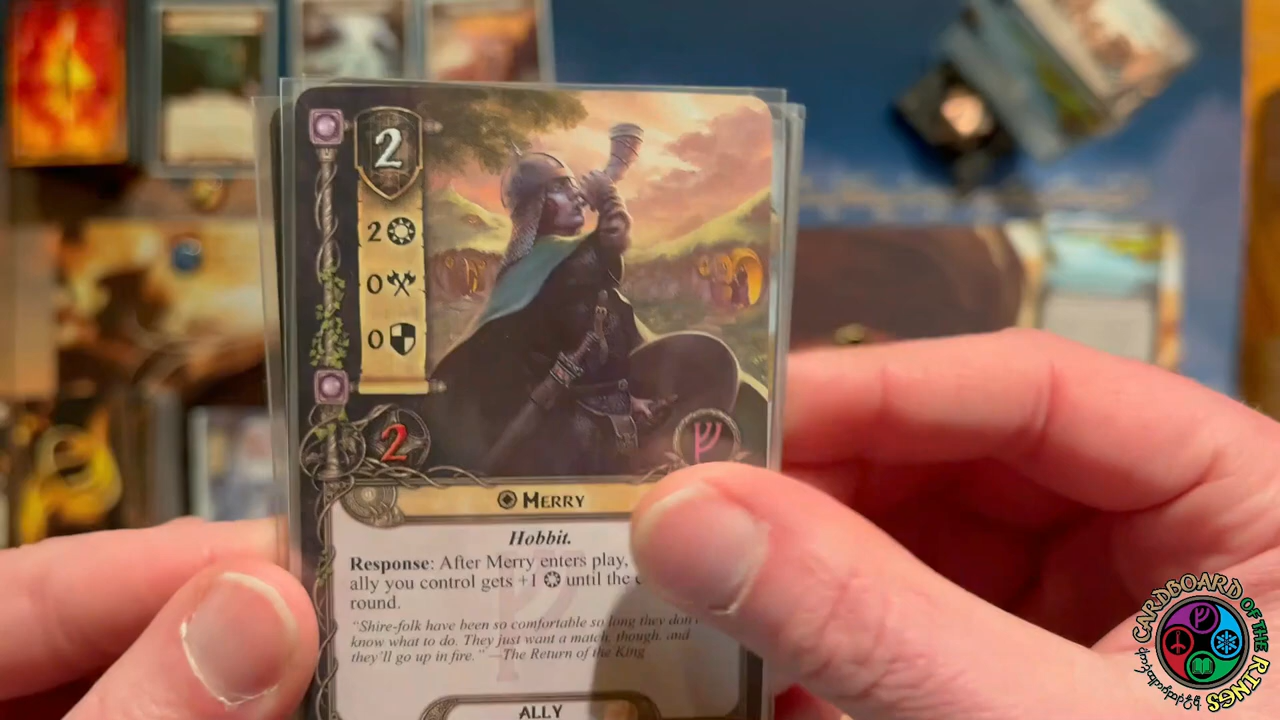 2
2
0
0
2
MERRY
Hobbit.
Response: After Merry enters play,
ally you control gets +1 until the
round.
"Shire-folk have been so comfortable so long they don't
know what to do. They just want a match, though, and
they'll go up in fire." —The Return of the King
ALLY
CARDBOARD OF THE RINGS